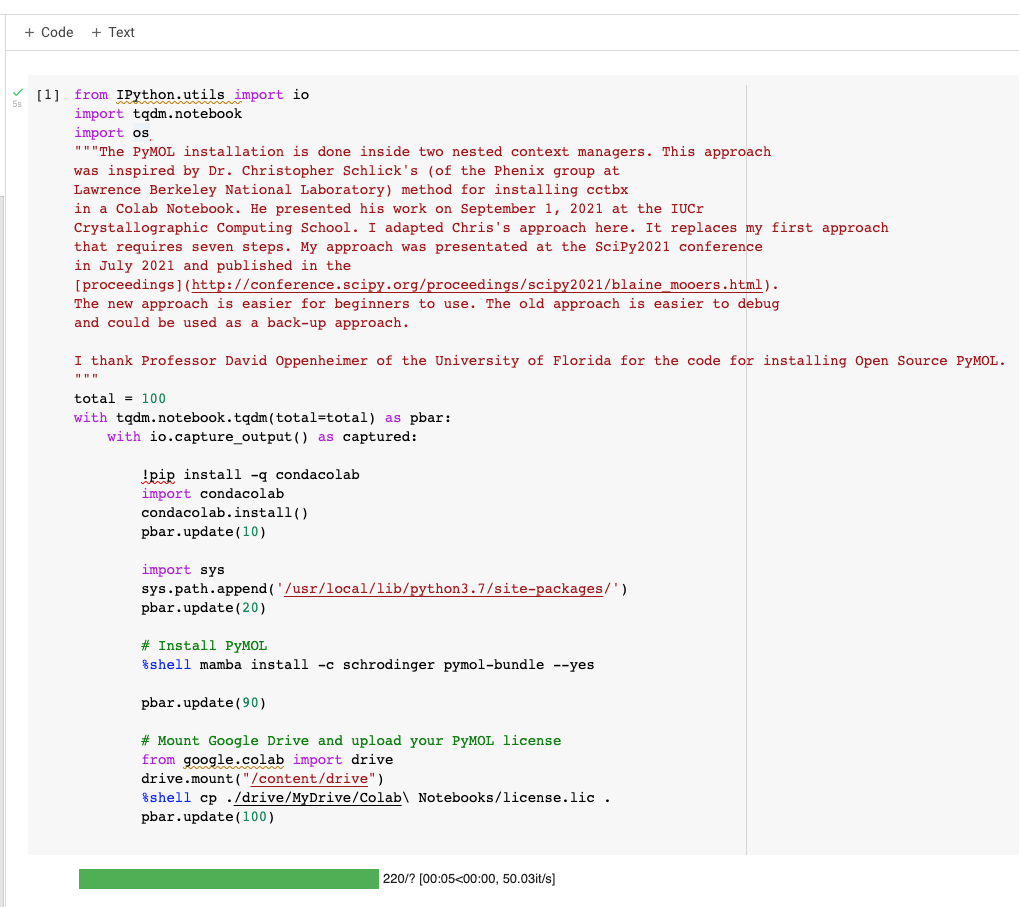 + Code + Text
5s
[1] from IPython.utils import io
import tqdm.notebook
import os
"""The PyMOL installation is done inside two nested context managers. This approach
was inspired by Dr. Christopher Schlick's (of the Phenix group at
Lawrence Berkeley National Laboratory) method for installing cctbx
in a Colab Notebook. He presented his work on September 1, 2021 at the IUCr
Crystallographic Computing School. I adapted Chris's approach here. It replaces my first approach
that requires seven steps. My approach was presentated at the SciPy2021 conference
in July 2021 and published in the
[proceedings](http://conference.scipy.org/proceedings/scipy2021/blaine_mooers.html).
The new approach is easier for beginners to use. The old approach is easier to debug
and could be used as a back-up approach.
I thank Professor David Oppenheimer of the University of Florida for the code for installing Open Source PyMOL.
"""
total = 100
with tqdm.notebook.tqdm(total=total) as pbar:
with io.capture_output() as captured:
!pip install -q condacolab
import condacolab
condacolab.install()
pbar.update(10)
import sys
sys.path.append('/usr/local/lib/python3.7/site-packages/')
pbar.update(20)
# Install PyMOL
%shell mamba install -c schrodinger pymol-bundle --yes
pbar.update(90)
# Mount Google Drive and upload your PyMOL license
from google.colab import drive
drive.mount("/content/drive")
%shell cp ./drive/MyDrive/Colab\ Notebooks/license.lic .
pbar.update(100)
220/? [00:05<00:00, 50.03it/s]